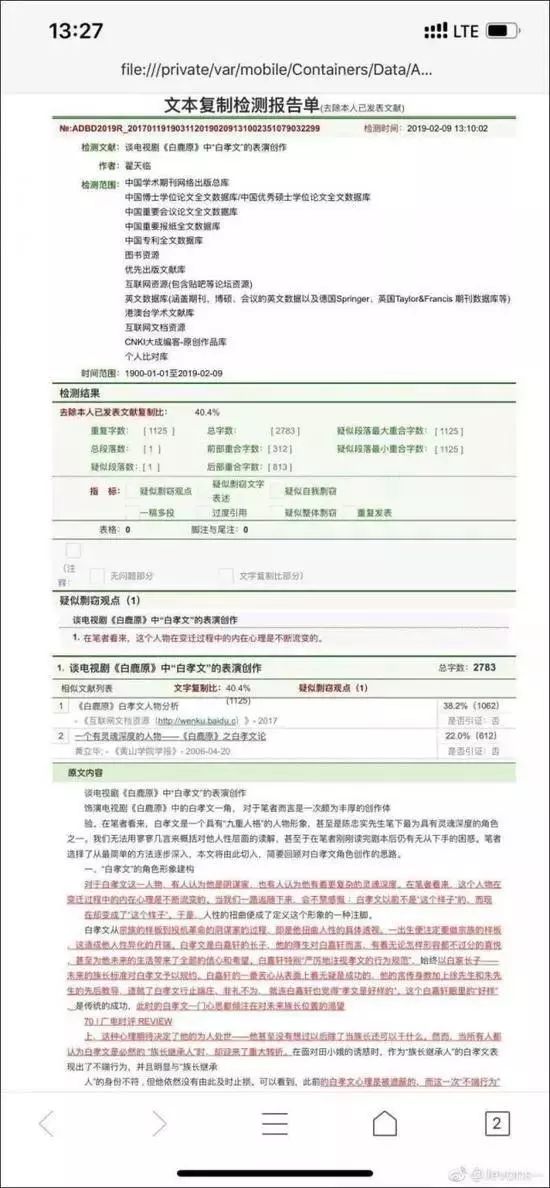 13:27
LTE
file:///private/var/mobile/Containers/Data/A...
文本复制检测报告单(去除本人已发表文献)
№:ADBD2019R_20170119190311201902091310023510790​32299 检测时间：2019-02-09 13:10:02
检测文献：谈电视剧《白鹿原》中“白孝文”的表演创作
作者：翟天临
检测范围：中国学术期刊网络出版总库
中国博士学位论文全文数据库/中国优秀硕士学位论文全文数据库
中国重要会议论文全文数据库
中国重要报纸全文数据库
中国专利全文数据库
图书资源
优先出版文献库
互联网资源(包含贴吧等论坛资源)
英文数据库(涵盖期刊、博硕、会议的英文数据以及德国Springer、英国Taylor&Francis 期刊数据库等)
港澳台学术文献库
互联网文档资源
CNKI大成编客-原创作品库
个人比对库
时间范围：1900-01-01至2019-02-09
检测结果
去除本人已发表文献复制比： 40.4%
重复字数：[1125] 总字数：[2783] 疑似段落最大重合字数：[1125]
总段落数：[1] 前部重合字数：[312] 疑似段落最小重合字数：[1125]
疑似段落数：[1] 后部重合字数：[813]
指 标： 疑似剽窃观点 疑似剽窃文字表述 疑似自我剽窃
一稿多投 过度引用 疑似整体剽窃 重复发表
表格：0 脚注与尾注：0
(注
释： 无问题部分 文字复制比部分)
疑似剽窃观点（1）
谈电视剧《白鹿原》中“白孝文”的表演创作
1. 在笔者看来，这个人物在变迁过程中的内在心理是不断流变的。
1. 谈电视剧《白鹿原》中“白孝文”的表演创作 总字数：2783
相似文献列表 文字复制比：40.4%(1125) 疑似剽窃观点（1）
1 《白鹿原》白孝文人物分析 38.2%（1062）
- 《互联网文档资源（http://wenku.baidu.c）》- 2017 是否引证：否
2 一个有灵魂深度的人物——《白鹿原》之白孝文论 22.0%（612）
黄立华; -《黄山学院学报》- 2006-04-20 是否引证：否
原文内容
谈电视剧《白鹿原》中“白孝文”的表演创作
饰演电视剧《白鹿原》中的白孝文一角，对于笔者而言是一次颇为丰厚的创作体
验。在笔者看来，白孝文是一个具有“九重人格”的人物形象，甚至是陈忠实先生笔下最为具有灵魂深度的角色
之一。我们无法用寥寥几言来概括对他人性层面的读解，甚至于在笔者刚刚读完剧本后仍有无从下手的困惑。笔者
选择了从最简单的方法逐步深入，本文将由此切入，简要回顾对白孝文角色创作的思路。
一、“白孝文”的角色形象建构
对于白孝文这一人物，有人认为他是阴谋家，也有人认为他有着更复杂的灵魂深度。在笔者看来，这个人物在
变迁过程中的内在心理是不断流变的。当我们一路追随下来，会不禁感慨：白孝文以前不是“这个样子”的，而现
在却变成了“这个样子”。于是，人性的扭曲便成了定义这个形象的一种注脚。
白孝文从宗族的样板到投机革命的阴谋家的过程，即是他扭曲人性的具体透视。一出生便注定要做宗族的样
板，这造成他人性异化的开端。白孝文是白嘉轩的长子，他的降生对白嘉轩而言，有着无论怎样形容都不过分的喜悦
，甚至为他未来的生活带来了全部的信心和希望。白嘉轩特别“严厉地注视孝文的行为规范”，始终以白家长子——
未来的族长标准对白孝文予以规约。白嘉轩的一番苦心从表面上看无疑是成功的，他的言传身教加上徐先生和朱先
生的先后教导，造就了白孝文行止端庄、非礼不为，就连白嘉轩也觉得“孝文是好样的”。这个白嘉轩眼里的“好样”
，是传统的成功，此时的白孝文一门心思都倾注在对未来族长位置的渴望
70丨广电时评 REVIEW
上，这种心理期待决定了他的为人处世——他甚至没有想过以后除了当族长还可以干什么。然而，当所有人都
认为白孝文是必然的“族长继承人”时，却迎来了重大转折。在面对田小娥的诱惑时，作为“族长继承人”的白孝文表
现出了不端行为，并且明显与“族长继承
人”的身份不符，但他依然没有由此及时止损。可以看到，此前的白孝文心理是被遮蔽的，而这一次“不端行为”
2
@Jevons一